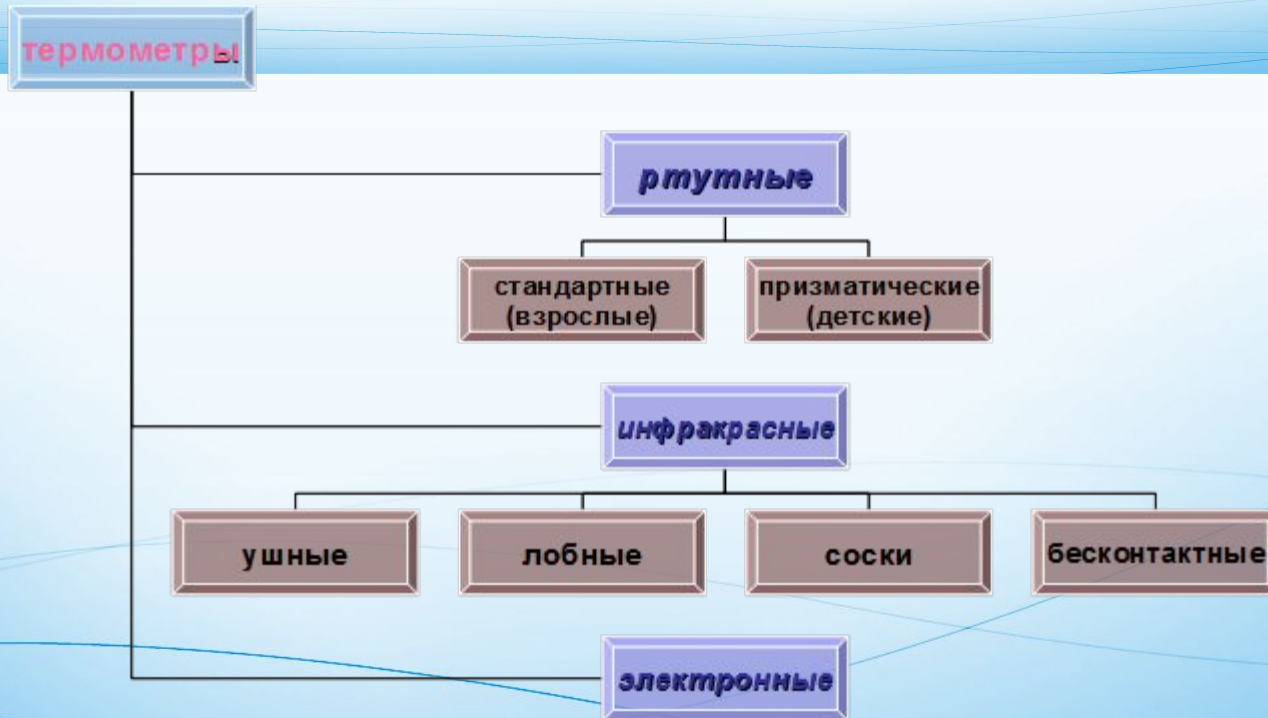 термометры
ртутные
стандартные
(взрослые)
призматические
(детские)
инфракрасные
ушные
лобные
соски
бесконтактные
электронные